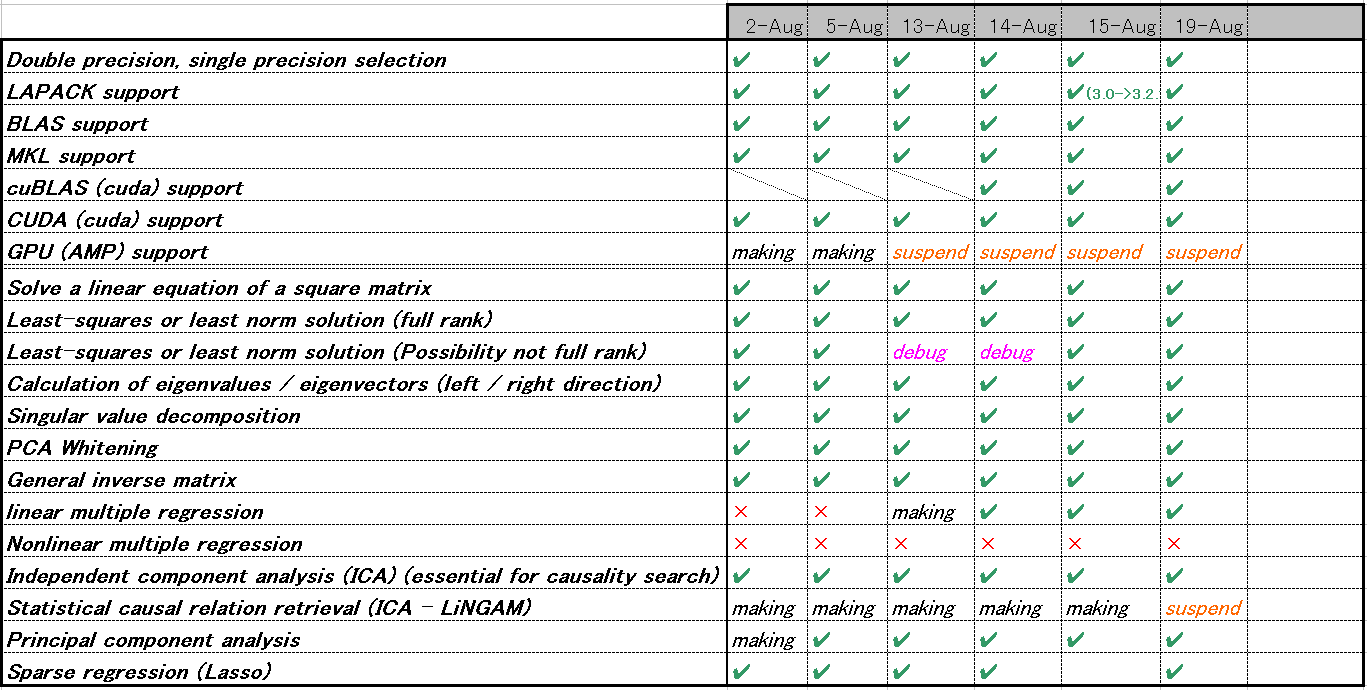 2-Aug 5-Aug 13-Aug 14-Aug 15-Aug 19-Aug
Double precision, single precision selection ✔ ✔ ✔ ✔ ✔ ✔
LAPACK support ✔ ✔ ✔ ✔ ✔(3.0->3.2. ✔
BLAS support ✔ ✔ ✔ ✔ ✔ ✔
MKL support ✔ ✔ ✔ ✔ ✔ ✔
cuBLAS (cuda) support ✔ ✔ ✔
CUDA (cuda) support ✔ ✔ ✔ ✔ ✔ ✔
GPU (AMP) support making making suspend suspend suspend suspend
Solve a linear equation of a square matrix ✔ ✔ ✔ ✔ ✔ ✔
Least-squares or least norm solution (full rank) ✔ ✔ ✔ ✔ ✔ ✔
Least-squares or least norm solution (Possibility not full rank) ✔ ✔ debug debug ✔ ✔
Calculation of eigenvalues / eigenvectors (left / right direction) ✔ ✔ ✔ ✔ ✔ ✔
Singular value decomposition ✔ ✔ ✔ ✔ ✔ ✔
PCA Whitening ✔ ✔ ✔ ✔ ✔ ✔
General inverse matrix ✔ ✔ ✔ ✔ ✔ ✔
linear multiple regression × × making ✔ ✔ ✔
Nonlinear multiple regression × × × × × ×
Independent component analysis (ICA) (essential for causality search) ✔ ✔ ✔ ✔ ✔ ✔
Statistical causal relation retrieval (ICA - LiNGAM) making making making making making suspend
Principal component analysis making ✔ ✔ ✔ ✔ ✔
Sparse regression (Lasso) ✔ ✔ ✔ ✔ ✔